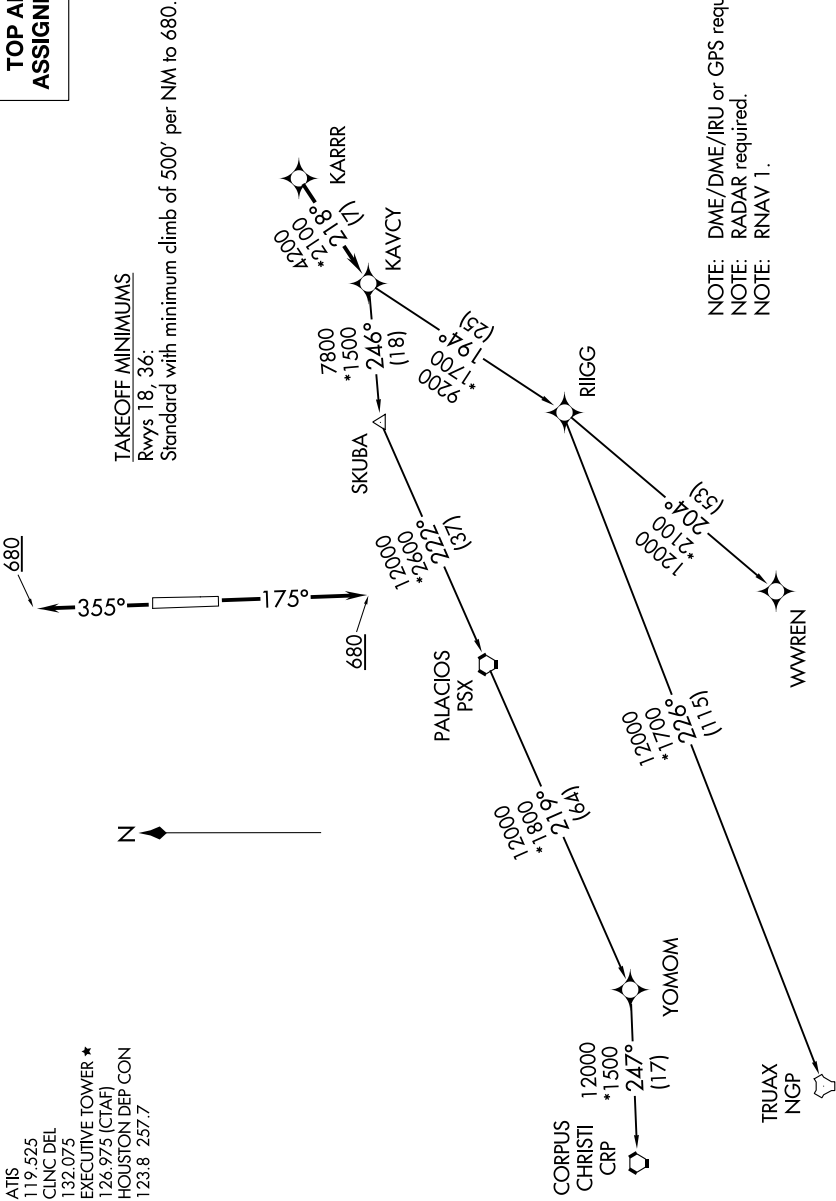 TOP AL
ASSIGNE
ATIS
119.525
CLNC DEL
132.075
EXECUTIVE TOWER ★
126.975 (CTAF)
HOUSTON DEP CON
123.8 257.7
TAKEOFF MINIMUMS
Rwys 18, 36:
Standard with minimum climb of 500' per NM to 680.
680
355°
175°
680
N
KARRR
4200
*2100
218°
(7)
KAVCY
7800
*1500
246°
(18)
SKUBA
9200
*1700
194°
(25)
RIIGG
12000
*2600
222°
(37)
PALACIOS
PSX
12000
*2100
204°
(53)
WWREN
12000
*1800
219°
(64)
YOMOM
12000
*1700
226°
(115)
TRUAX
NGP
12000
*1500
247°
(17)
CORPUS
CHRISTI
CRP
NOTE: DME/DME/IRU or GPS requ
NOTE: RADAR required.
NOTE: RNAV 1.